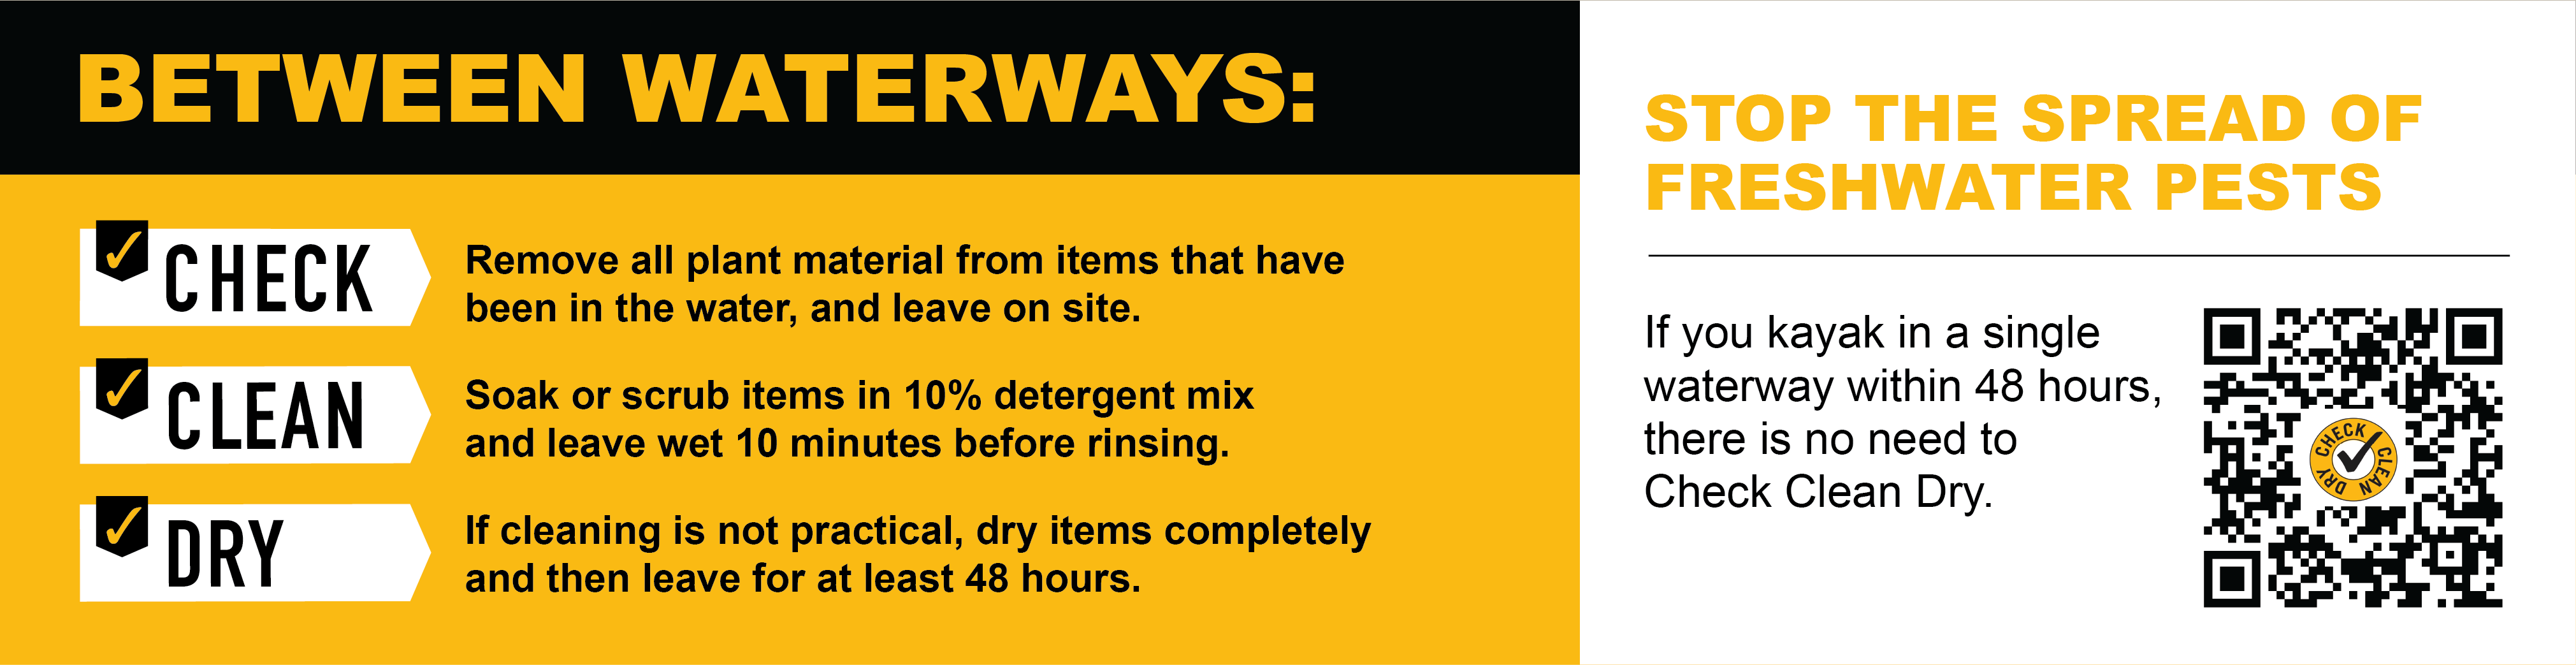 BETWEEN WATERWAYS:
CHECK
Remove all plant material from items that have
been in the water, and leave on site.
CLEAN
Soak or scrub items in 10% detergent mix
and leave wet 10 minutes before rinsing.
DRY
If cleaning is not practical, dry items completely
and then leave for at least 48 hours.
STOP THE SPREAD OF
FRESHWATER PESTS
If you kayak in a single
waterway within 48 hours,
there is no need to
Check Clean Dry.
CHECK CLEAN DRY